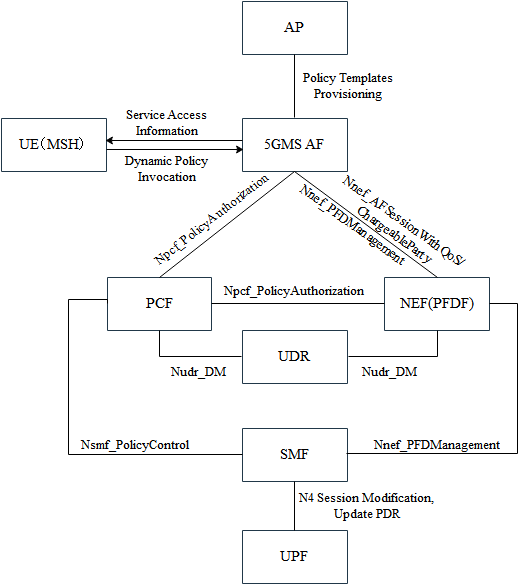 AP
Policy Templates
Provisioning
Service Access
Information
UE(MSH)
5GMS AF
Dynamic Policy
Invocation
Npcf_PolicyAuthorization
Nnef_PFDManagement
Nnef_AFSessionWithQoS/
ChargeableParty
PCF
Npcf_PolicyAuthorization
NEF(PFDF)
UDR
Nudr_DM
Nudr_DM
Nsmf_PolicyControl
SMF
Nnef_PFDManagement
N4 Session Modification,
Update PDR
UPF